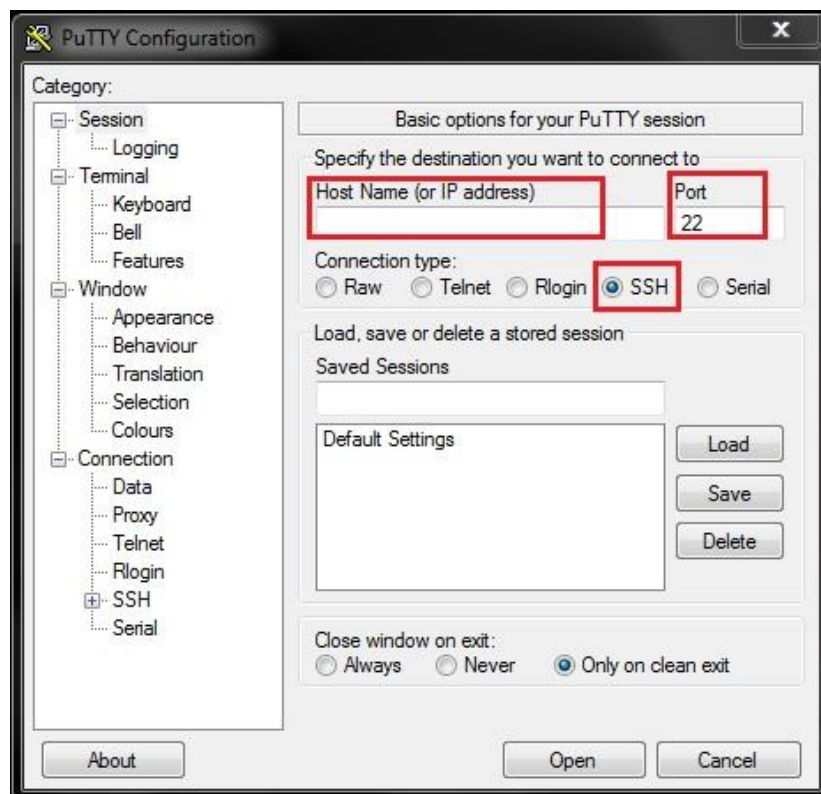 PuTTY Configuration
Category:
Session
Logging
Terminal
Keyboard
Bell
Features
Window
Appearance
Behaviour
Translation
Selection
Colours
Connection
Data
Proxy
Telnet
Rlogin
SSH
Serial
Basic options for your PuTTY session
Specify the destination you want to connect to
Host Name (or IP address) Port
22
Connection type:
Raw Telnet Rlogin SSH Serial
Load, save or delete a stored session
Saved Sessions
Default Settings
Load
Save
Delete
Close window on exit:
Always Never Only on clean exit
About Open Cancel